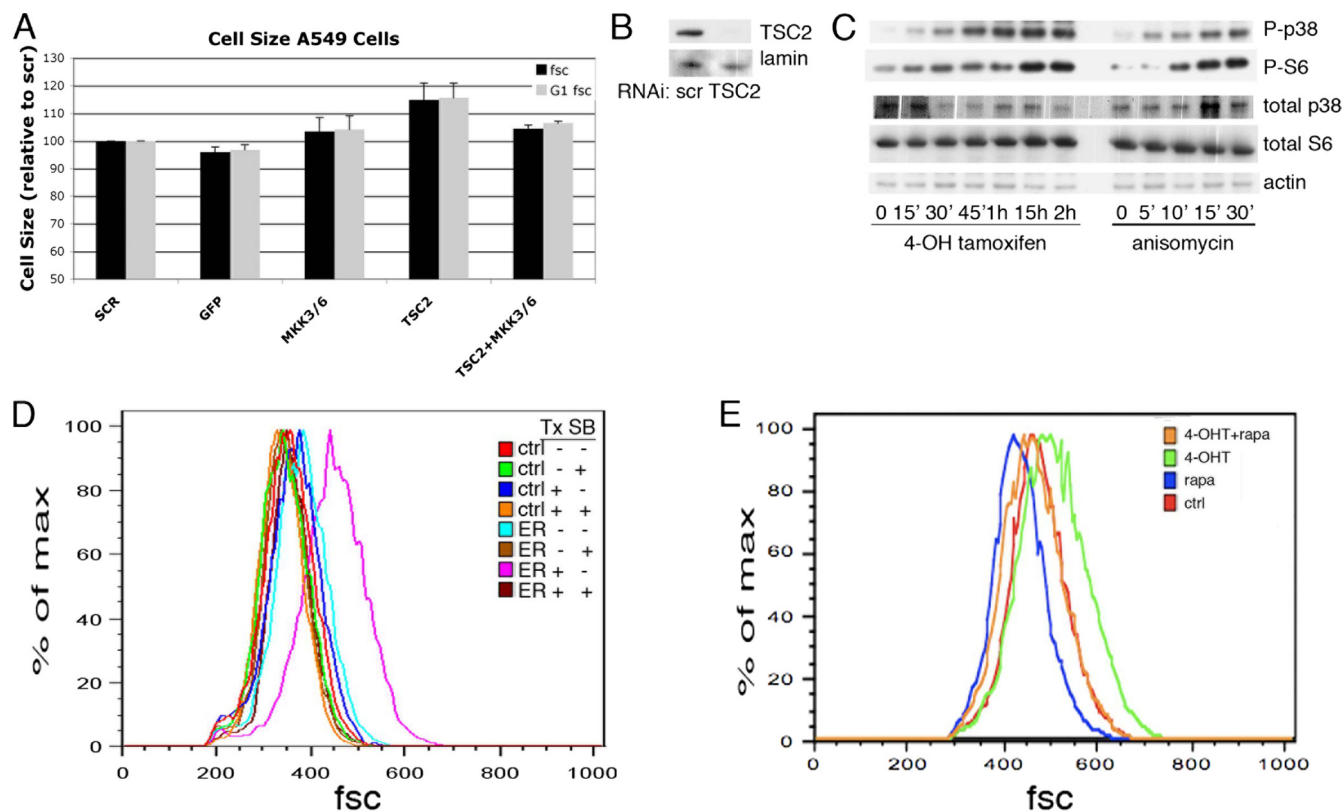 A
Cell Size A549 Cells
Cell Size (relative to scr)
130
120
110
100
90
80
70
60
50
fsc
G1 fsc
SCR
GFP
MKK3/6
TSC2
TSC2+MKK3/6
B
TSC2
lamin
RNAi: scr TSC2
C
P-p38
P-S6
total p38
total S6
actin
0 15' 30' 45' 1h 15h 2h
0 5' 10' 15' 30'
4-OH tamoxifen
anisomycin
D
% of max
100
80
60
40
20
0
0 200 400 600 800 1000
fsc
Tx SB
ctrl - -
ctrl - +
ctrl + -
ctrl + +
ER - -
ER - +
ER + -
ER + +
E
% of max
100
80
60
40
20
0
0 200 400 600 800 1000
fsc
4-OHT+rapa
4-OHT
rapa
ctrl